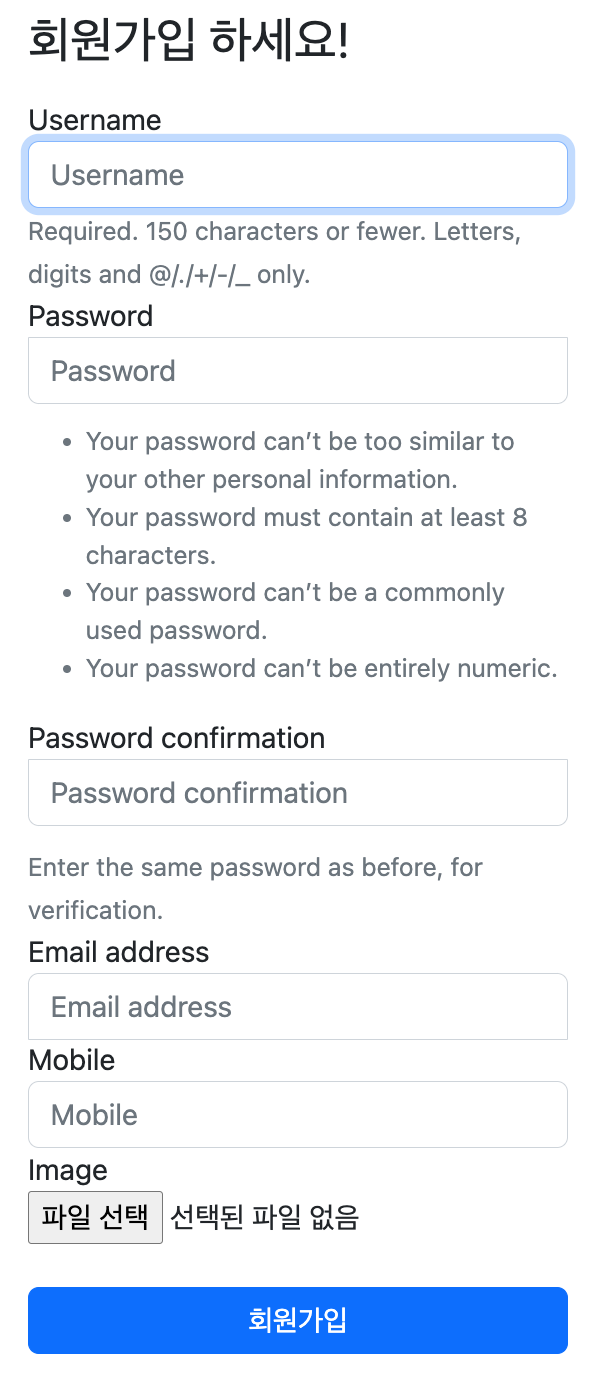 회원가입 하세요!
Username
Username
Required. 150 characters or fewer. Letters,
digits and @/./+/-/_ only.
Password
Password
• Your password can’t be too similar to
your other personal information.
• Your password must contain at least 8
characters.
• Your password can’t be a commonly
used password.
• Your password can’t be entirely numeric.
Password confirmation
Password confirmation
Enter the same password as before, for
verification.
Email address
Email address
Mobile
Mobile
Image
파일 선택 선택된 파일 없음
회원가입